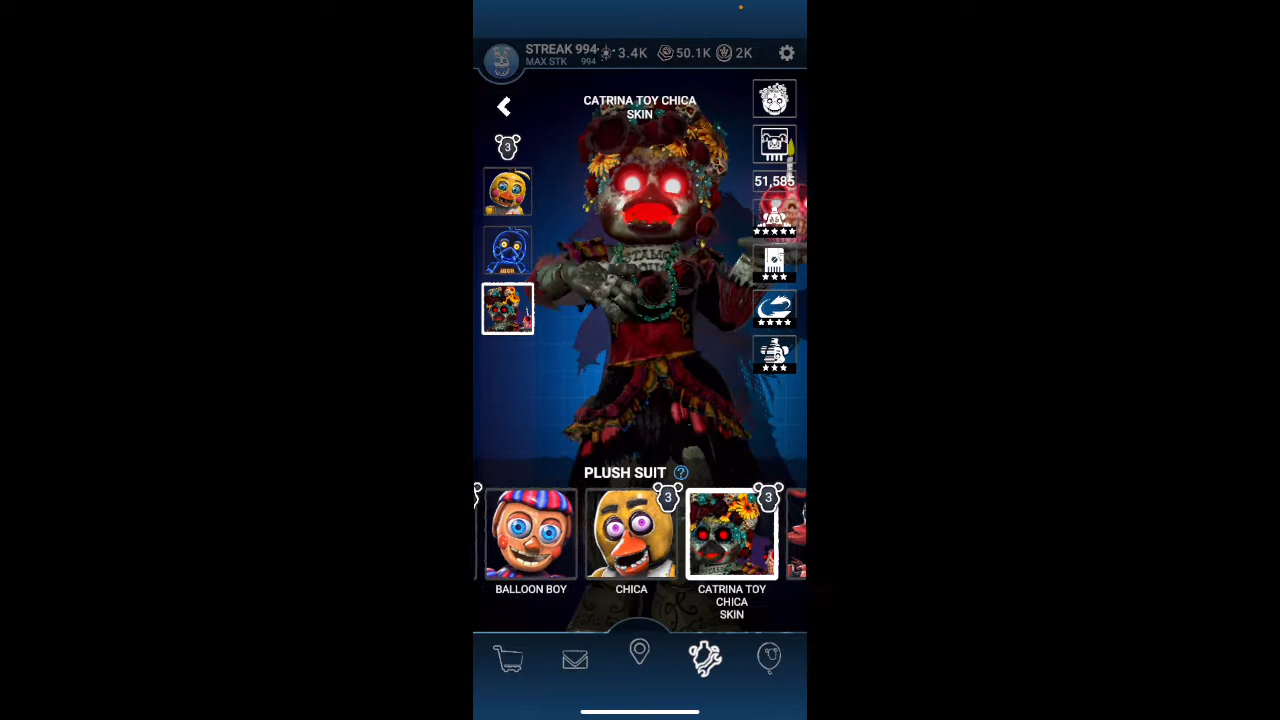 STREAK 994
MAX STK 994
3.4K
50.1K
2K
CATRINA TOY CHICA
SKIN
3
51,585
PLUSH SUIT ?
3
3
BALLOON BOY
CHICA
CATRINA TOY
CHICA
SKIN